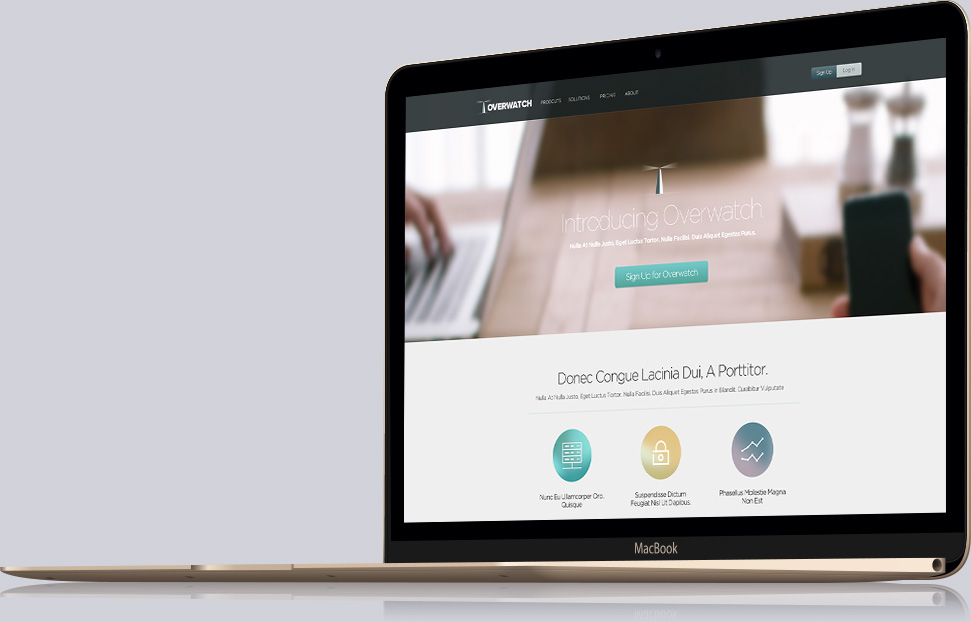 OVERWATCH PRODUCTS SOLUTIONS PRICING ABOUT Sign Up Log In
Introducing Overwatch
Nulla At Nulla Justo, Eget Luctus Tortor, Nulla Facilisi, Duis Aliquet Egestas Purus.
Sign Up for Overwatch
Donec Congue Lacinia Dui, A Porttitor.
Nulla At Nulla Justo, Eget Luctus Tortor, Nulla Facilisi, Duis Aliquet Egestas Purus In Blandit, Curabitur Vulputate
Nunc Eu Ullamcorper Orci,
Quisque
Suspendisse Dictum
Feugiat Nisl Ut Dapibus.
Phasellus Molestie Magna
Non Est
MacBook